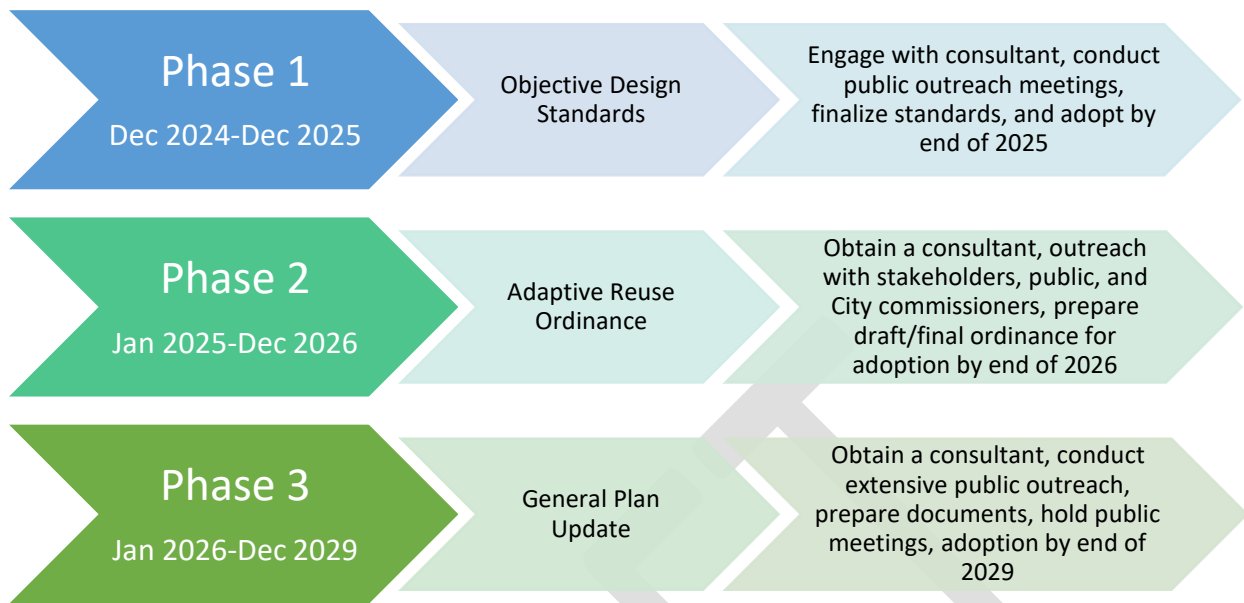 Phase 1
Dec 2024-Dec 2025
Objective Design
Standards
Engage with consultant, conduct
public outreach meetings,
finalize standards, and adopt by
end of 2025
Phase 2
Jan 2025-Dec 2026
Adaptive Reuse
Ordinance
Obtain a consultant, outreach
with stakeholders, public, and
City commissioners, prepare
draft/final ordinance for
adoption by end of 2026
Phase 3
Jan 2026-Dec 2029
General Plan
Update
Obtain a consultant, conduct
extensive public outreach,
prepare documents, hold public
meetings, adoption by end of
2029